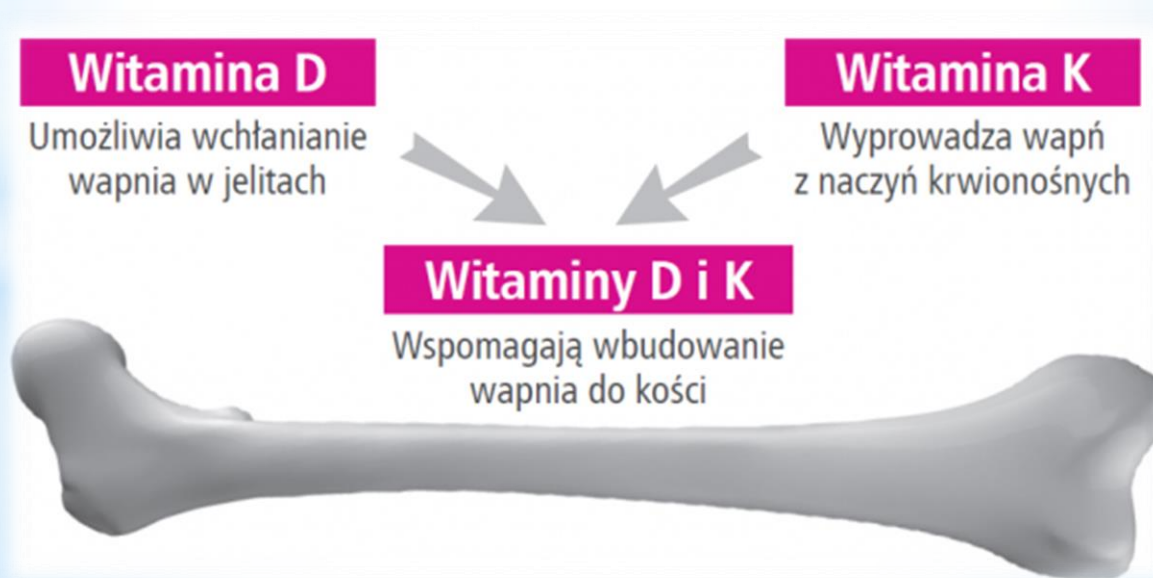 Witamina D
Umożliwia wchłanianie
wapnia w jelitach
Witamina K
Wyprowadza wapń
z naczyń krwionośnych
Witaminy D i K
Wspomagają wbudowanie
wapnia do kości